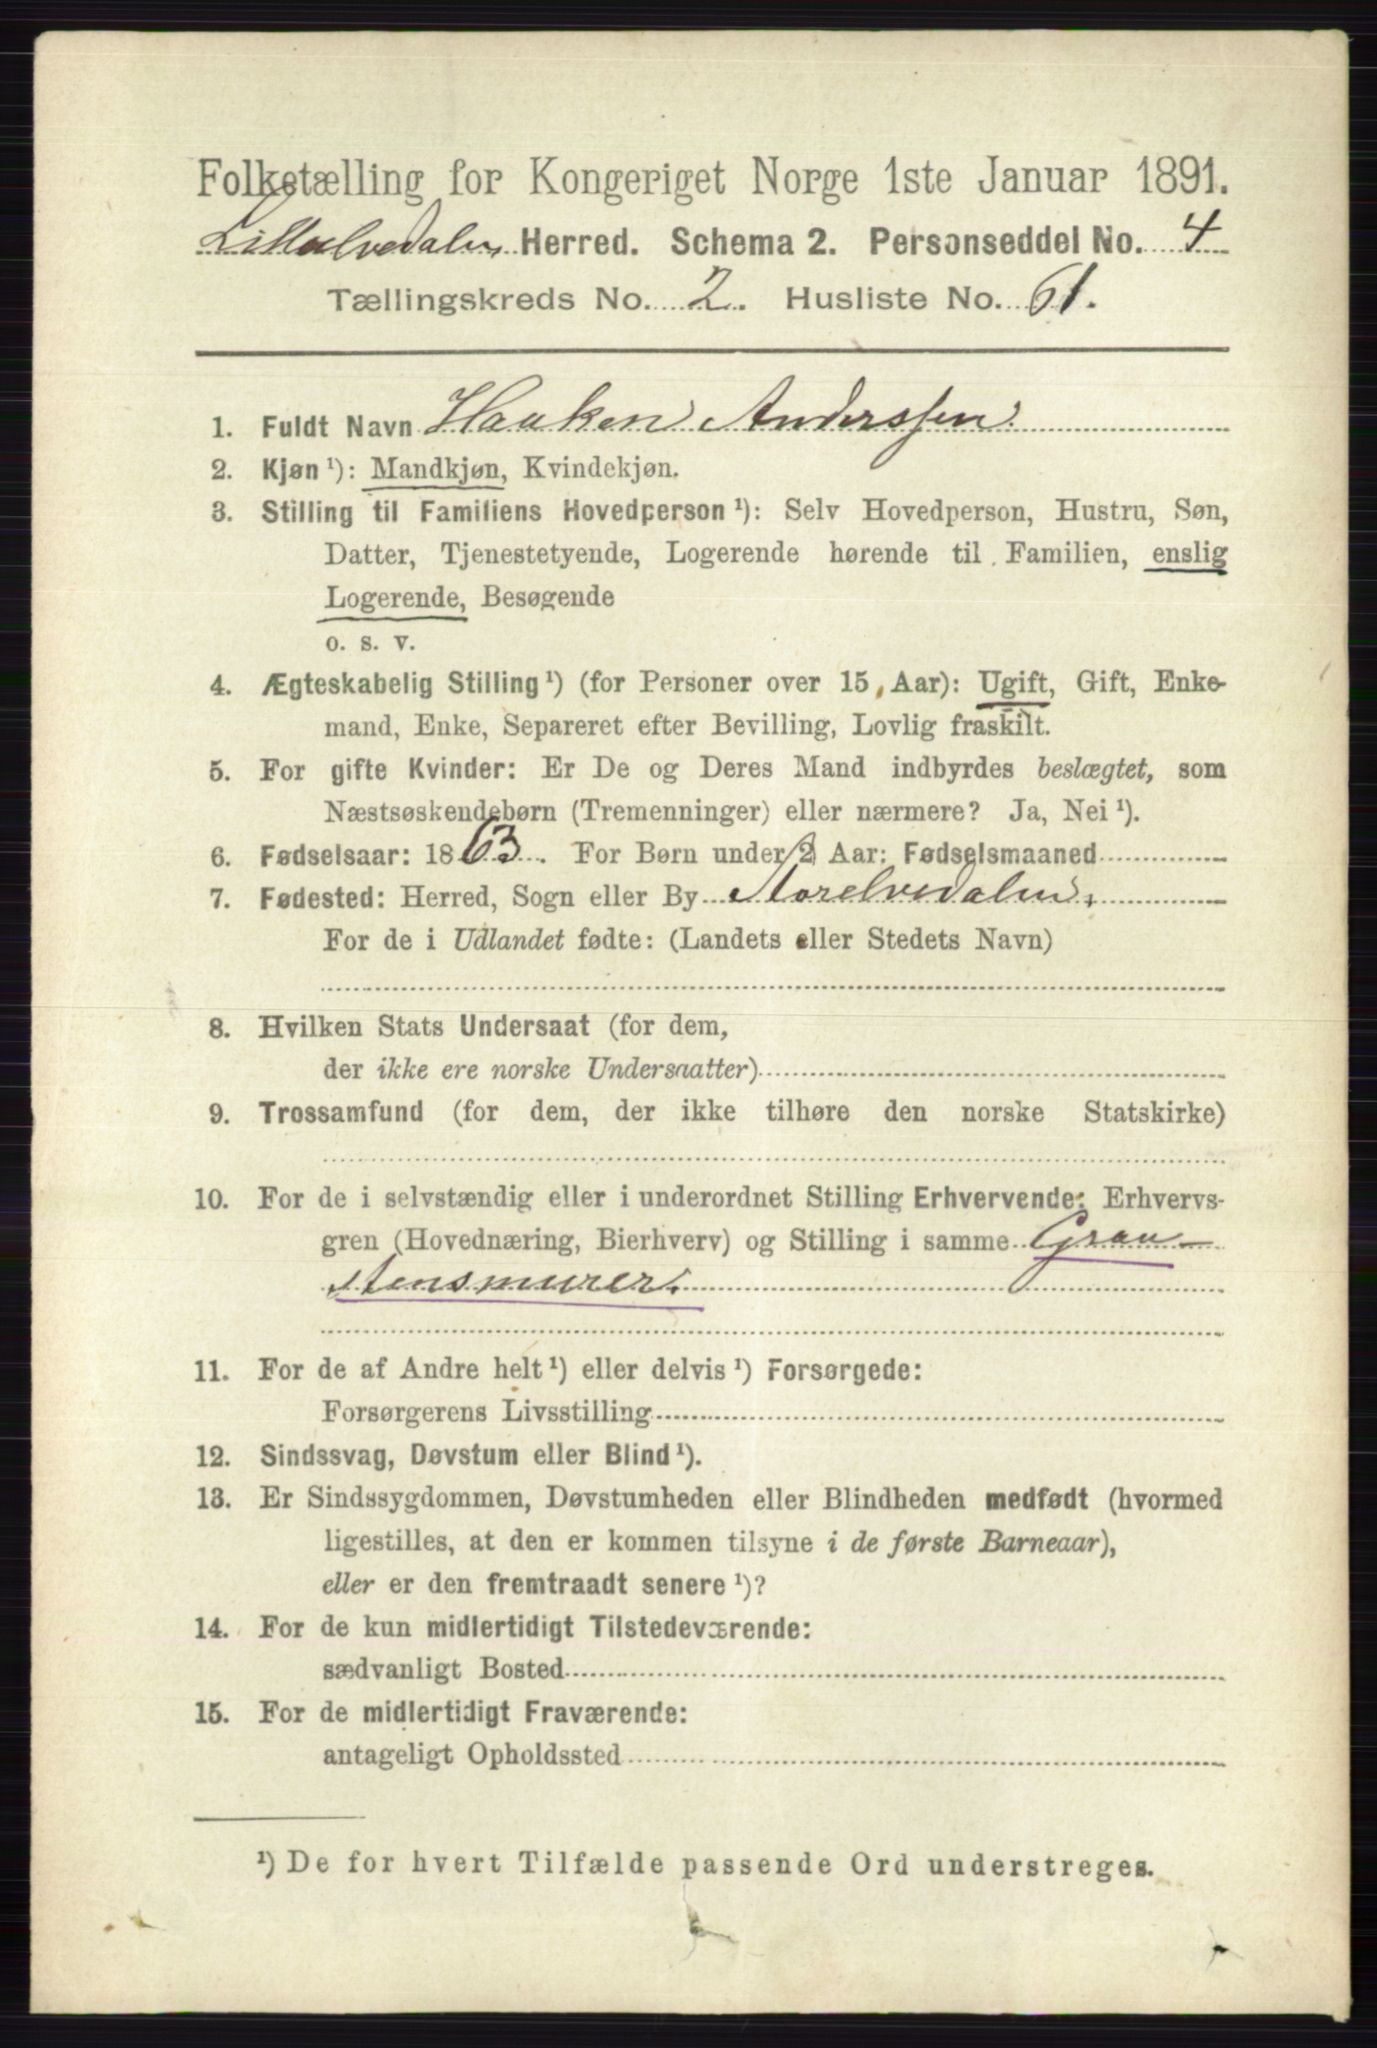 Folketælling for Kongeriget Norge 1ste Januar 1891.
Lilleelvedalen Herred. Schema 2. Personseddel No. 4
Tællingskreds No. 2. Husliste No. 61.
1. Fuldt Navn Haaken Anderssen.
2. Kjøn ¹): Mandkjøn, Kvindekjøn.
3. Stilling til Familiens Hovedperson ¹): Selv Hovedperson, Hustru, Søn,
Datter, Tjenestetyende, Logerende hørende til Familien, enslig
Logerende, Besøgende
o. s. v.
4. Ægteskabelig Stilling ¹) (for Personer over 15 Aar): Ugift, Gift, Enke-
mand, Enke, Separeret efter Bevilling, Lovlig fraskilt.
5. For gifte Kvinder: Er De og Deres Mand indbyrdes beslægtet, som
Næstsøskendebørn (Tremenninger) eller nærmere? Ja, Nei ¹).
6. Fødselsaar: 1863. For Børn under 2 Aar: Fødselsmaaned
7. Fødested: Herred, Sogn eller By Storelvedalen.
For de i Udlandet fødte: (Landets eller Stedets Navn)
8. Hvilken Stats Undersaat (for dem,
der ikke ere norske Undersaatter)
9. Trossamfund (for dem, der ikke tilhøre den norske Statskirke)
10. For de i selvstændig eller i underordnet Stilling Erhvervende: Erhvervs-
gren (Hovednæring, Bierhverv) og Stilling i samme Grau-
stensmurer.
11. For de af Andre helt ¹) eller delvis ¹) Forsørgede:
Forsørgerens Livsstilling
12. Sindssvag, Døvstum eller Blind ¹).
13. Er Sindssygdommen, Døvstumheden eller Blindheden medfødt (hvormed
ligestilles, at den er kommen tilsyne i de første Barneaar),
eller er den fremtraadt senere ¹)?
14. For de kun midlertidigt Tilstedeværende:
sædvanligt Bosted
15. For de midlertidigt Fraværende:
antageligt Opholdssted
¹) De for hvert Tilfælde passende Ord understreges.